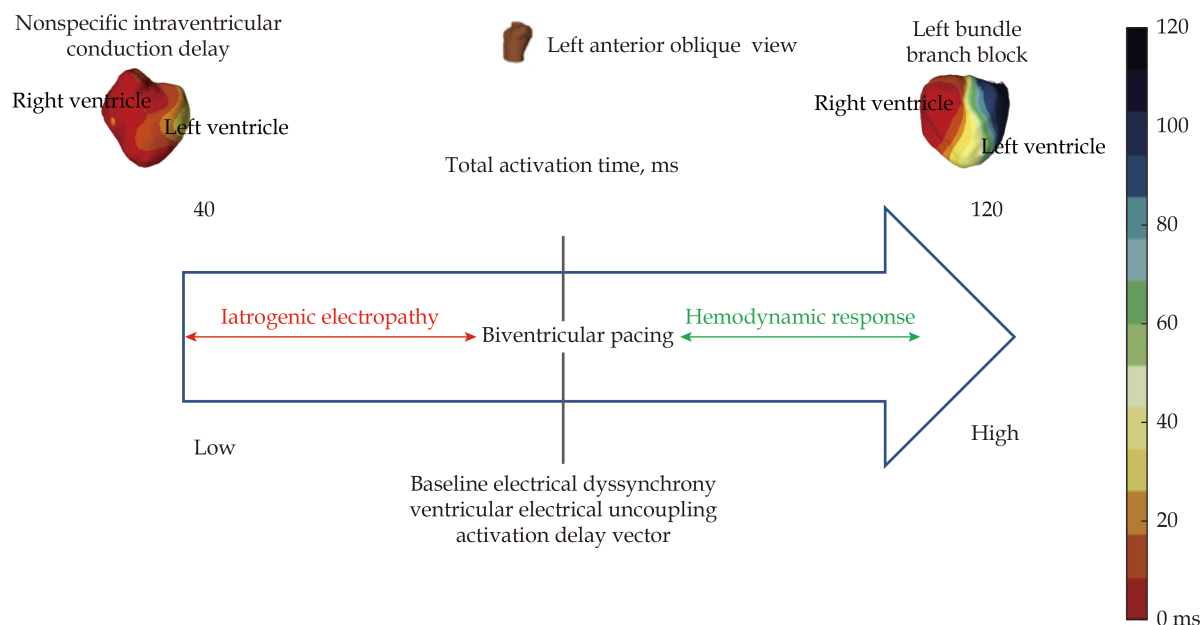 Nonspecific intraventricular
conduction delay
Right ventricle
Left ventricle
Left anterior oblique view
Left bundle
branch block
Right ventricle
Left ventricle
Total activation time, ms
40
120
Iatrogenic electropathy
Biventricular pacing
Hemodynamic response
Low
High
Baseline electrical dyssynchrony
ventricular electrical uncoupling
activation delay vector
120
100
80
60
40
20
0 ms